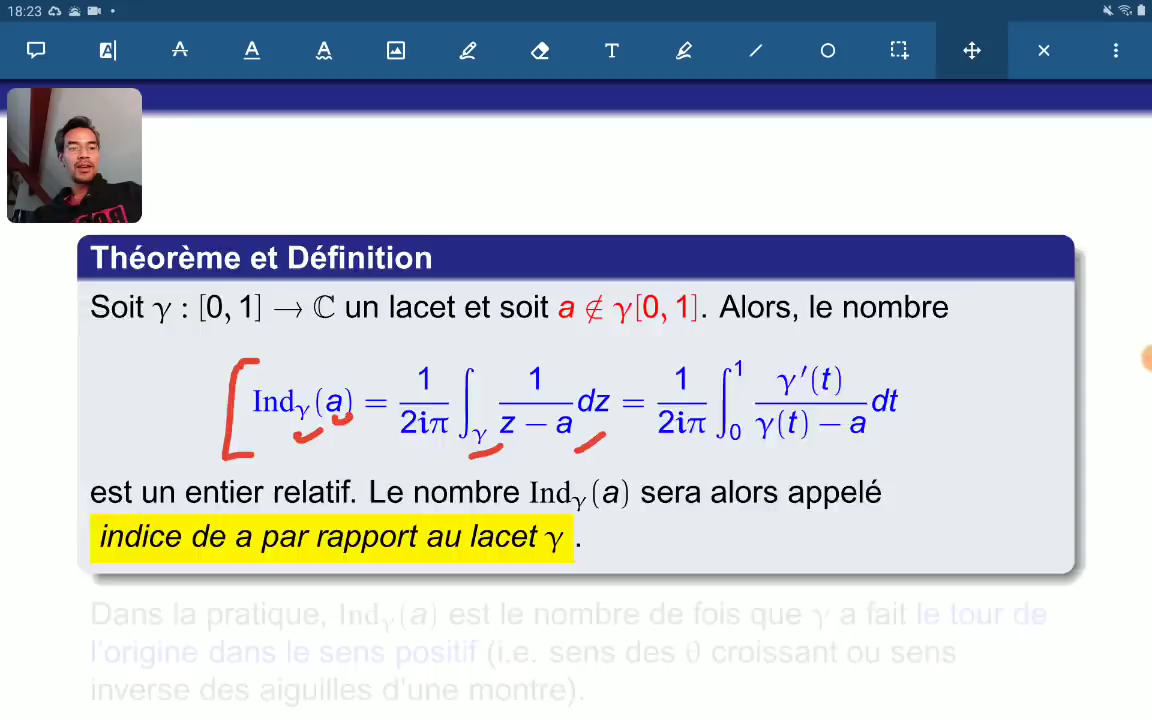 18:23
Théorème et Définition
Soit γ : [0, 1] → ℂ un lacet et soit a ∉ γ[0, 1]. Alors, le nombre
Ind_γ(a) = 1/(2iπ) ∫_γ 1/(z − a) dz = 1/(2iπ) ∫_0^1 γ′(t)/(γ(t) − a) dt
est un entier relatif. Le nombre Ind_γ(a) sera alors appelé
indice de a par rapport au lacet γ .
Dans la pratique, Ind_γ(a) est le nombre de fois que γ a fait le tour de
l'origine dans le sens positif (i.e. sens des θ croissant ou sens
inverse des aiguilles d'une montre).